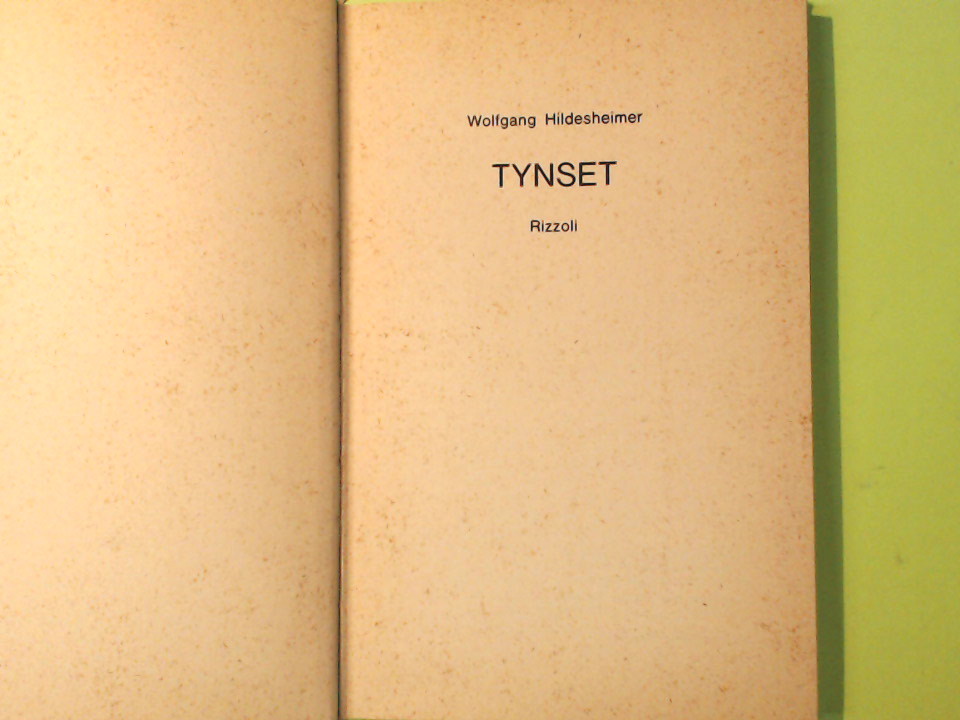 Wolfgang Hildesheimer
TYNSET
Rizzoli